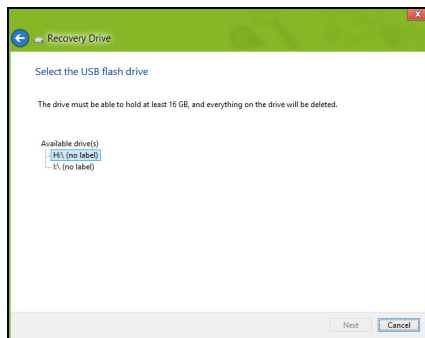 x
Recovery Drive
Select the USB flash drive
The drive must be able to hold at least 16 GB, and everything on the drive will be deleted.
Available drive(s)
H:\ (no label)
I:\ (no label)
Next Cancel